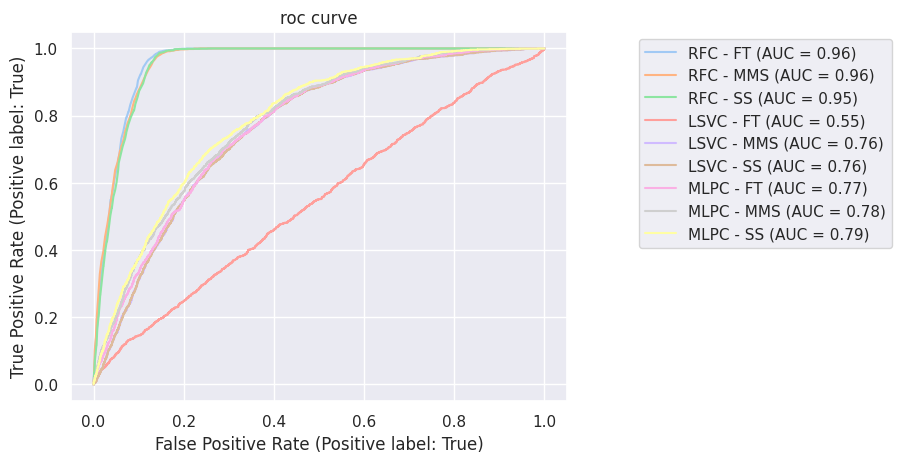 roc curve
True Positive Rate (Positive label: True)
1.0
0.8
0.6
0.4
0.2
0.0
0.0 0.2 0.4 0.6 0.8 1.0
False Positive Rate (Positive label: True)
RFC - FT (AUC = 0.96)
RFC - MMS (AUC = 0.96)
RFC - SS (AUC = 0.95)
LSVC - FT (AUC = 0.55)
LSVC - MMS (AUC = 0.76)
LSVC - SS (AUC = 0.76)
MLPC - FT (AUC = 0.77)
MLPC - MMS (AUC = 0.78)
MLPC - SS (AUC = 0.79)